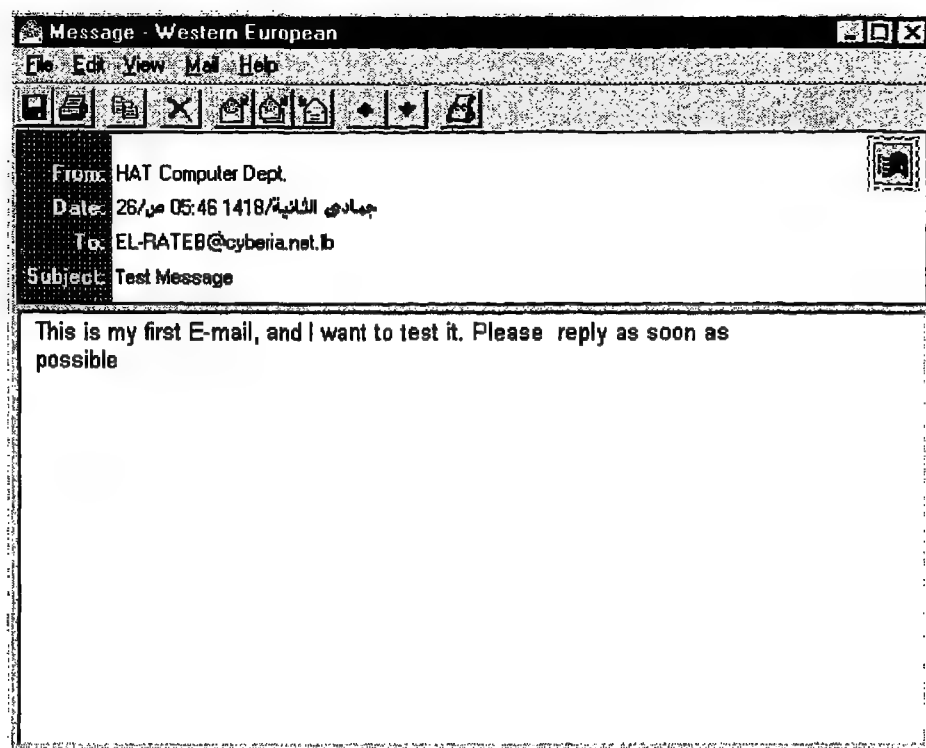 Message - Western European
File Edit View Mail Help
From: HAT Computer Dept.
Date: 26/جمادى الثانية/1418 05:46 ص
To: EL-RATEB@cyberia.net.lb
Subject: Test Message
This is my first E-mail, and I want to test it. Please reply as soon as
possible